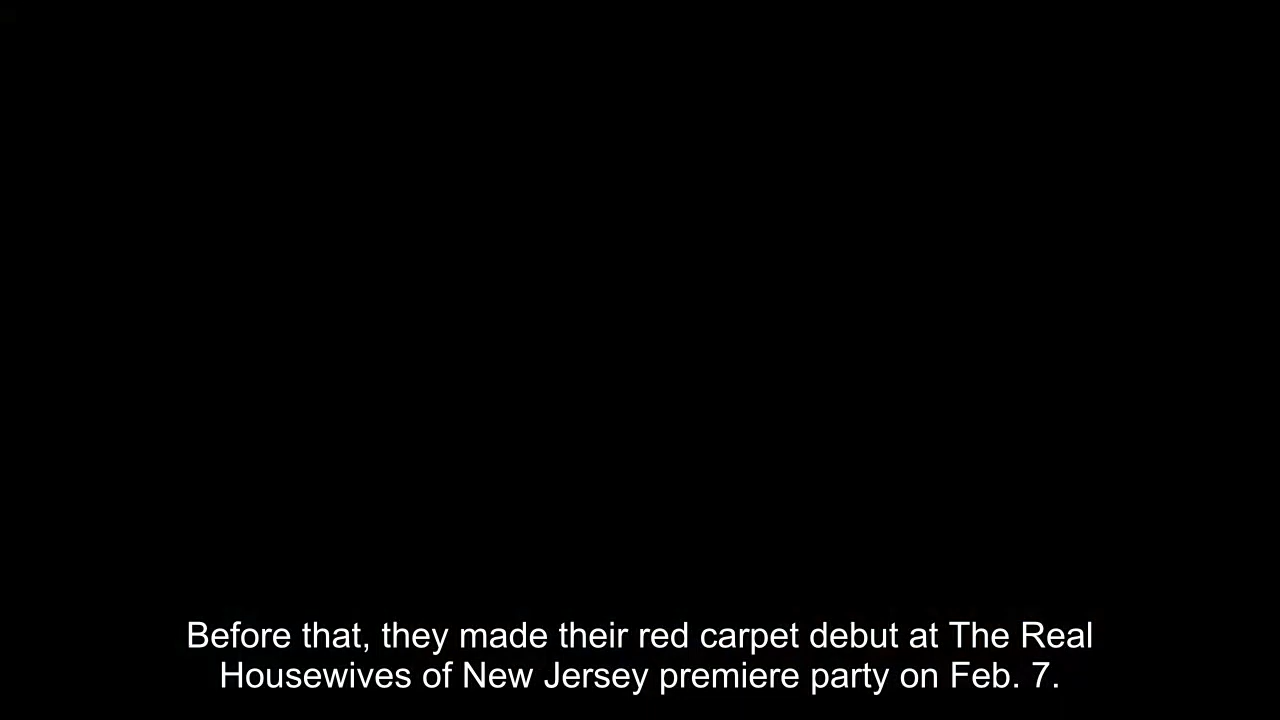 Before that, they made their red carpet debut at The Real
Housewives of New Jersey premiere party on Feb. 7.